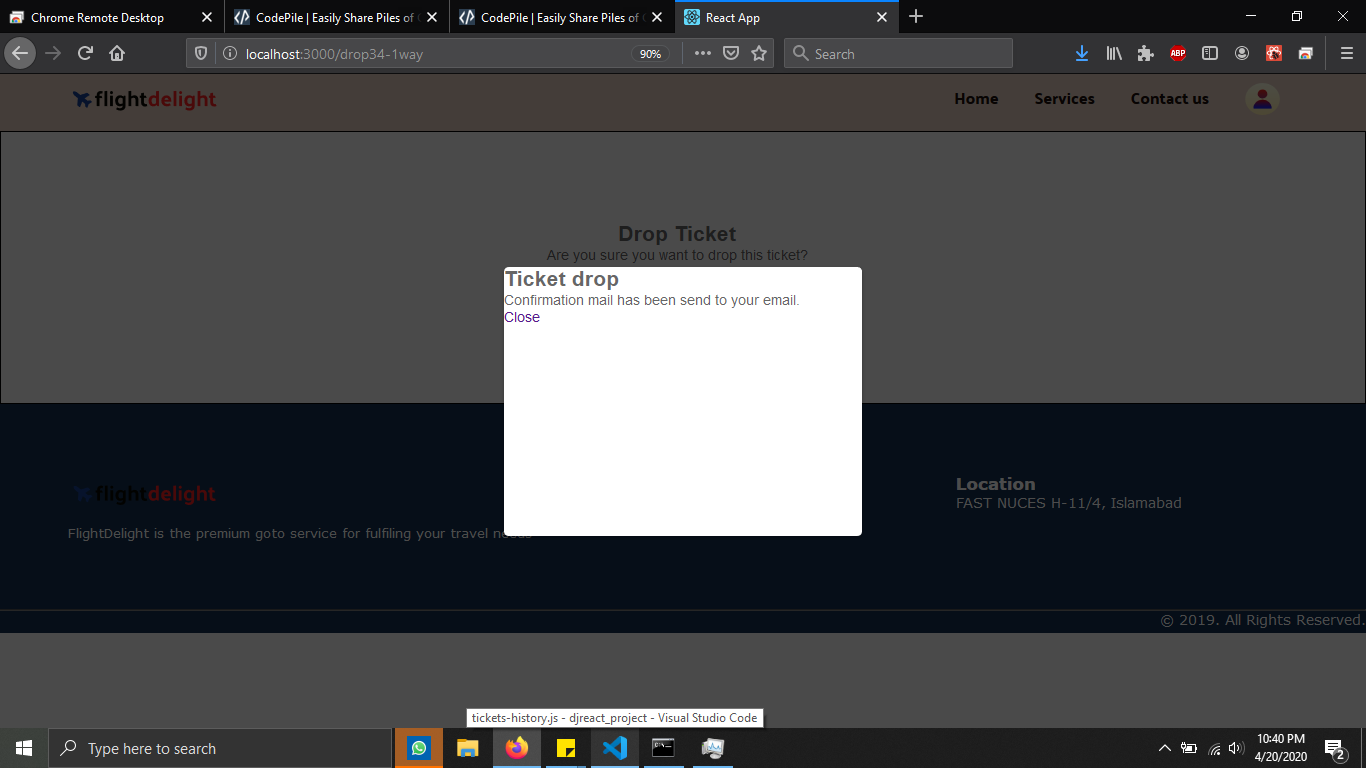 Chrome Remote Desktop
CodePile | Easily Share Piles of
CodePile | Easily Share Piles of
React App
localhost:3000/drop34-1way
90%
Search
ABP
flightdelight
Home
Services
Contact us
Drop Ticket
Are you sure you want to drop this ticket?
Ticket drop
Confirmation mail has been send to your email.
Close
flightdelight
FlightDelight is the premium goto service for fulfiling your travel needs
Location
FAST NUCES H-11/4, Islamabad
© 2019. All Rights Reserved.
tickets-history.js - djreact_project - Visual Studio Code
Type here to search
10:40 PM
4/20/2020
2